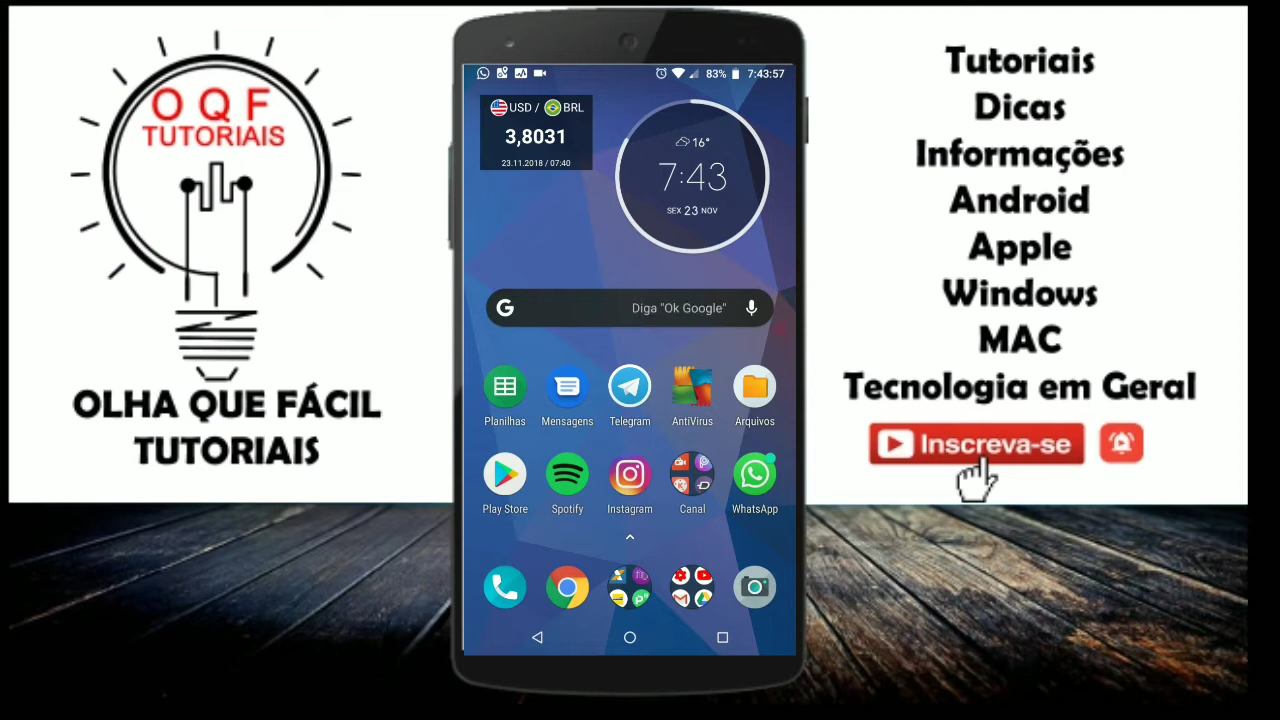 O Q F
TUTORIAIS
OLHA QUE FÁCIL
TUTORIAIS
83% 7:43:57
USD / BRL
3,8031
23.11.2018 / 07:40
16°
7:43
SEX 23 NOV
G Diga "Ok Google"
Planilhas Mensagens Telegram AntiVirus Arquivos
Play Store Spotify Instagram Canal WhatsApp
Tutoriais
Dicas
Informações
Android
Apple
Windows
MAC
Tecnologia em Geral
Inscreva-se